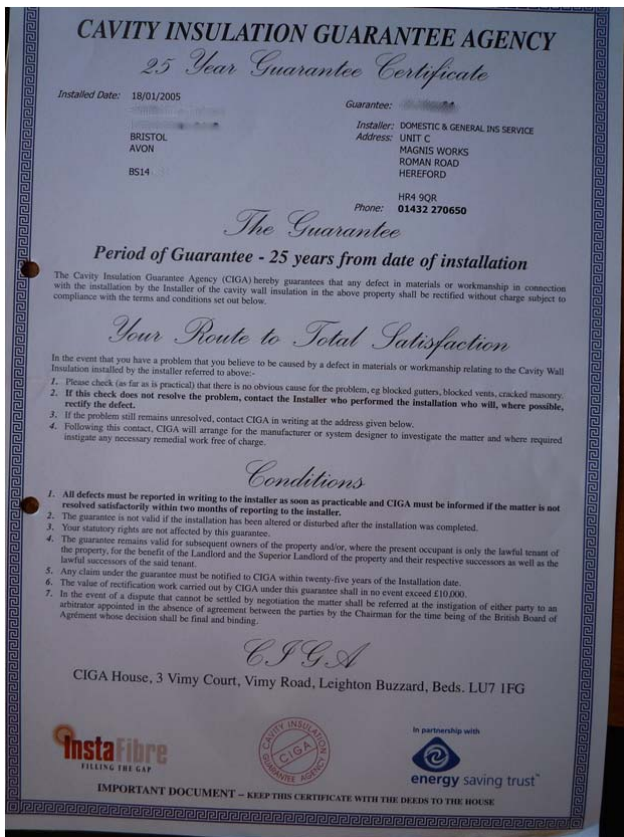 CAVITY INSULATION GUARANTEE AGENCY
25 Year Guarantee Certificate
Installed Date: 18/01/2005
BRISTOL
AVON
BS14
Guarantee:
Installer: DOMESTIC & GENERAL INS SERVICE
Address: UNIT C
MAGNIS WORKS
ROMAN ROAD
HEREFORD
HR4 9QR
Phone: 01432 270650
The Guarantee
Period of Guarantee - 25 years from date of installation
The Cavity Insulation Guarantee Agency (CIGA) hereby guarantees that any defect in materials or workmanship in connection
with the installation by the Installer of the cavity wall insulation in the above property shall be rectified without charge subject to
compliance with the terms and conditions set out below.
Your Route to Total Satisfaction
In the event that you have a problem that you believe to be caused by a defect in materials or workmanship relating to the Cavity Wall
Insulation installed by the installer referred to above:-
1. Please check (as far as is practical) that there is no obvious cause for the problem, eg blocked gutters, blocked vents, cracked masonry.
2. If this check does not resolve the problem, contact the Installer who performed the installation who will, where possible,
rectify the defect.
3. If the problem still remains unresolved, contact CIGA in writing at the address given below.
4. Following this contact, CIGA will arrange for the manufacturer or system designer to investigate the matter and where required
instigate any necessary remedial work free of charge.
Conditions
1. All defects must be reported in writing to the installer as soon as practicable and CIGA must be informed if the matter is not
resolved satisfactorily within two months of reporting to the installer.
2. The guarantee is not valid if the installation has been altered or disturbed after the installation was completed.
3. Your statutory rights are not affected by this guarantee.
4. The guarantee remains valid for subsequent owners of the property and/or, where the present occupant is only the lawful tenant of
the property, for the benefit of the Landlord and the Superior Landlord of the property and their respective successors as well as the
lawful successors of the said tenant.
5. Any claim under the guarantee must be notified to CIGA within twenty-five years of the Installation date.
6. The value of rectification work carried out by CIGA under this guarantee shall in no event exceed £10,000.
7. In the event of a dispute that cannot be settled by negotiation the matter shall be referred at the instigation of either party to an
arbitrator appointed in the absence of agreement between the parties by the Chairman for the time being of the British Board of
Agrément whose decision shall be final and binding.
CIGA
CIGA House, 3 Vimy Court, Vimy Road, Leighton Buzzard, Beds. LU7 1FG
InstaFibre
FILLING THE GAP
CAVITY INSULATION
CIGA
GUARANTEE AGENCY
In partnership with
energy saving trust™
IMPORTANT DOCUMENT – KEEP THIS CERTIFICATE WITH THE DEEDS TO THE HOUSE